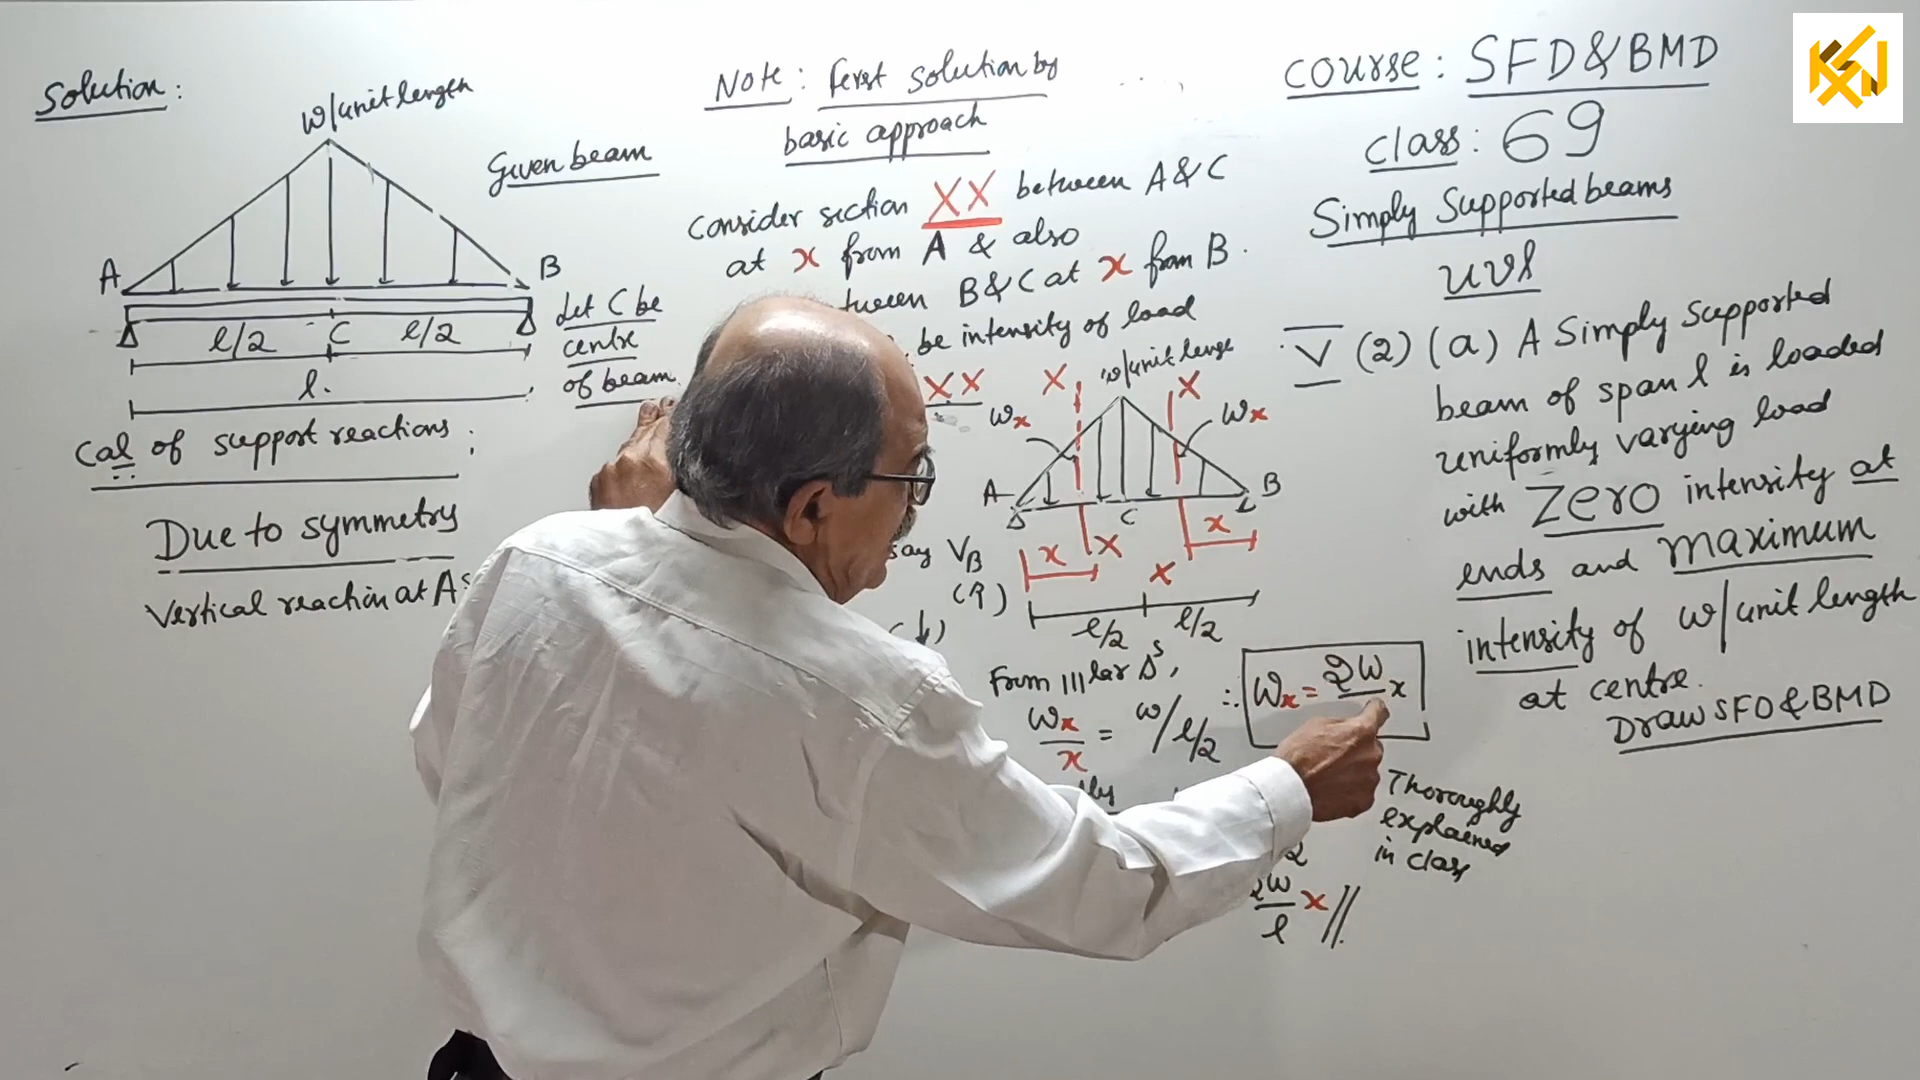 Solution:
w/unit length
Given beam
A
B
l/2
C
l/2
l.
Let C be
centre
of beam
Cal of support reactions:
Due to symmetry
Vertical reaction at A
Note: First solution by
basic approach
Consider section XX between A & C
at x from A & also
B & C at x from B.
be intensity of load
XX
w/unit leng
X
X
wx
wx
A
C
B
x
X
X
x
l/2
l/2
say VB
From |||lar Δs,
wx/x = w/l/2
∴ wx = 2w x
2w/l x //
Thoroughly
explained
in class
COURSE: SFD & BMD
Class: 69
Simply Supported beams
uvl
V (2) (a) A Simply Supported
beam of span l is loaded
uniformly varying load
with ZERO intensity at
ends and maximum
intensity of w/unit length
at centre.
Draw SFD & BMD